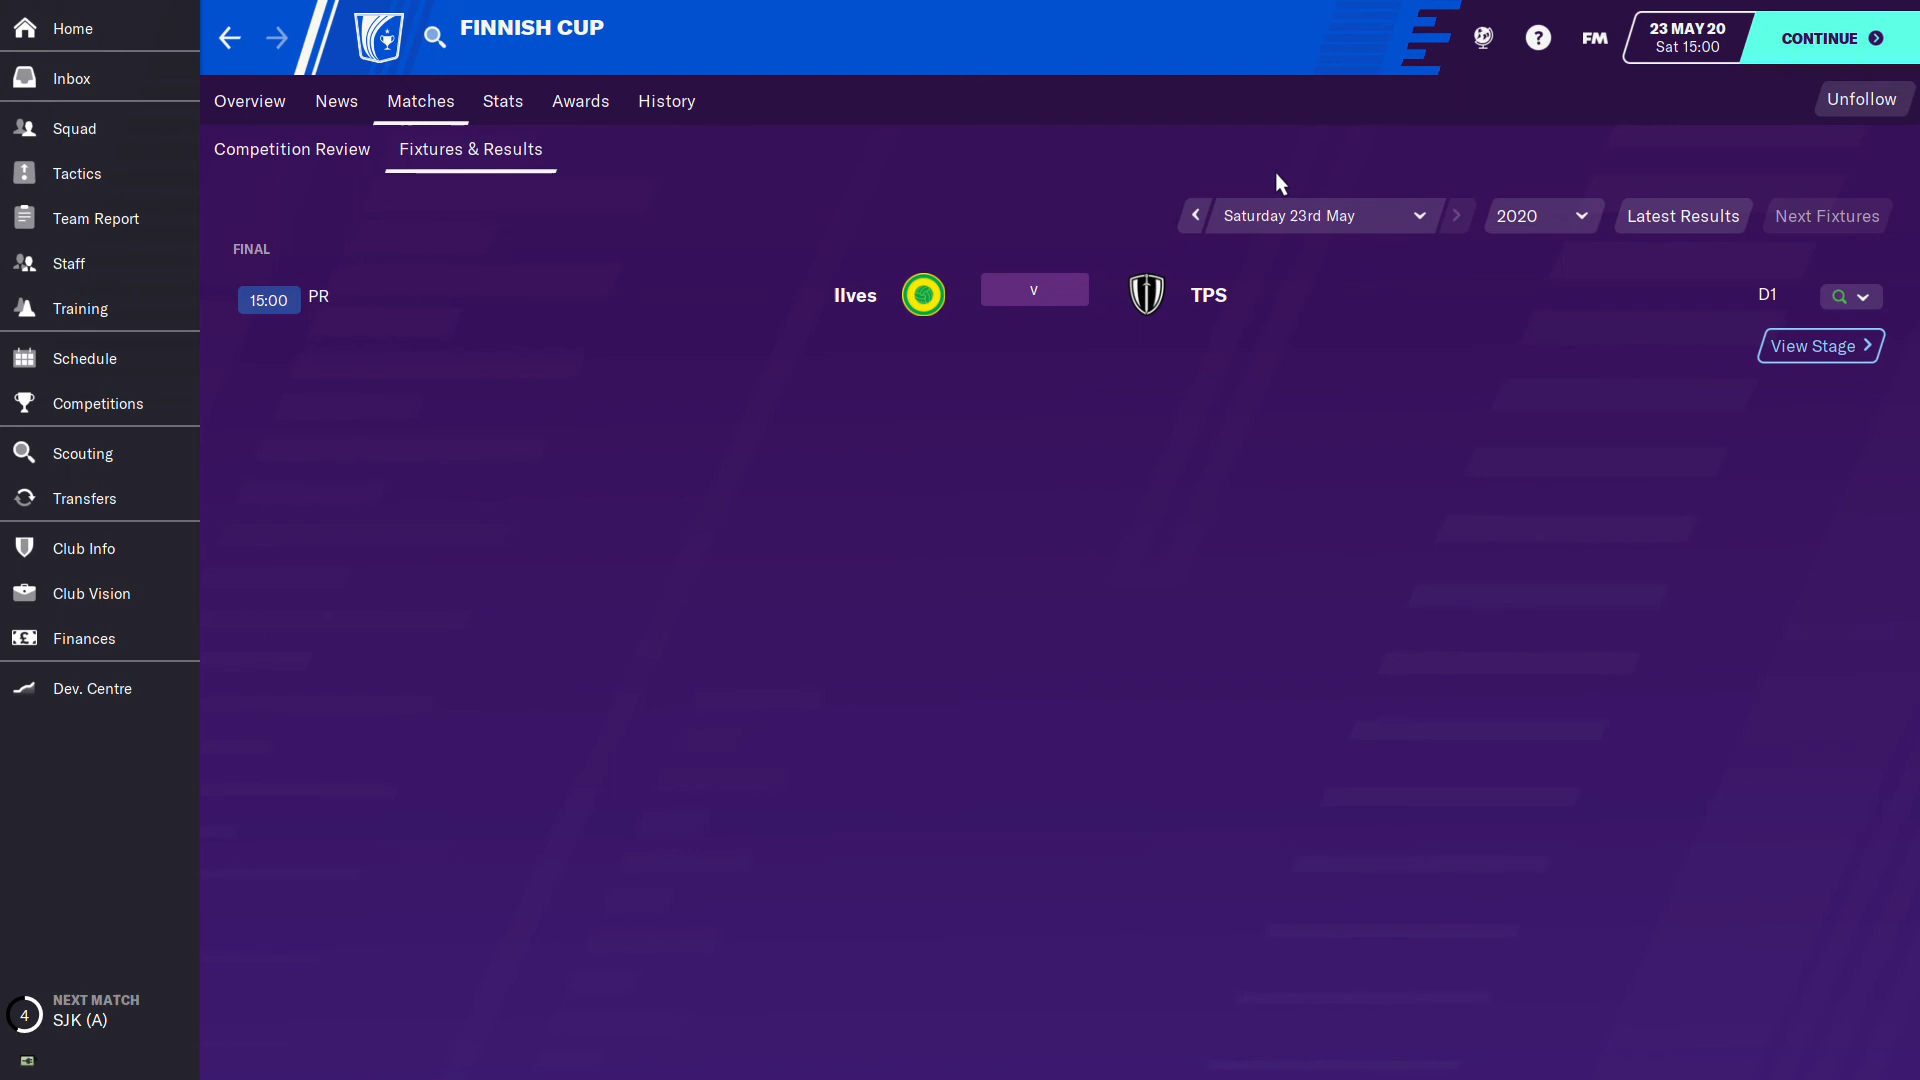 Home
Inbox
Squad
Tactics
Team Report
Staff
Training
Schedule
Competitions
Scouting
Transfers
Club Info
Club Vision
Finances
Dev. Centre
NEXT MATCH
4
SJK (A)
FINNISH CUP
?
FM
23 MAY 20
Sat 15:00
CONTINUE
Overview
News
Matches
Stats
Awards
History
Unfollow
Competition Review
Fixtures & Results
Saturday 23rd May
2020
Latest Results
Next Fixtures
FINAL
15:00
PR
Ilves
v
TPS
D1
View Stage